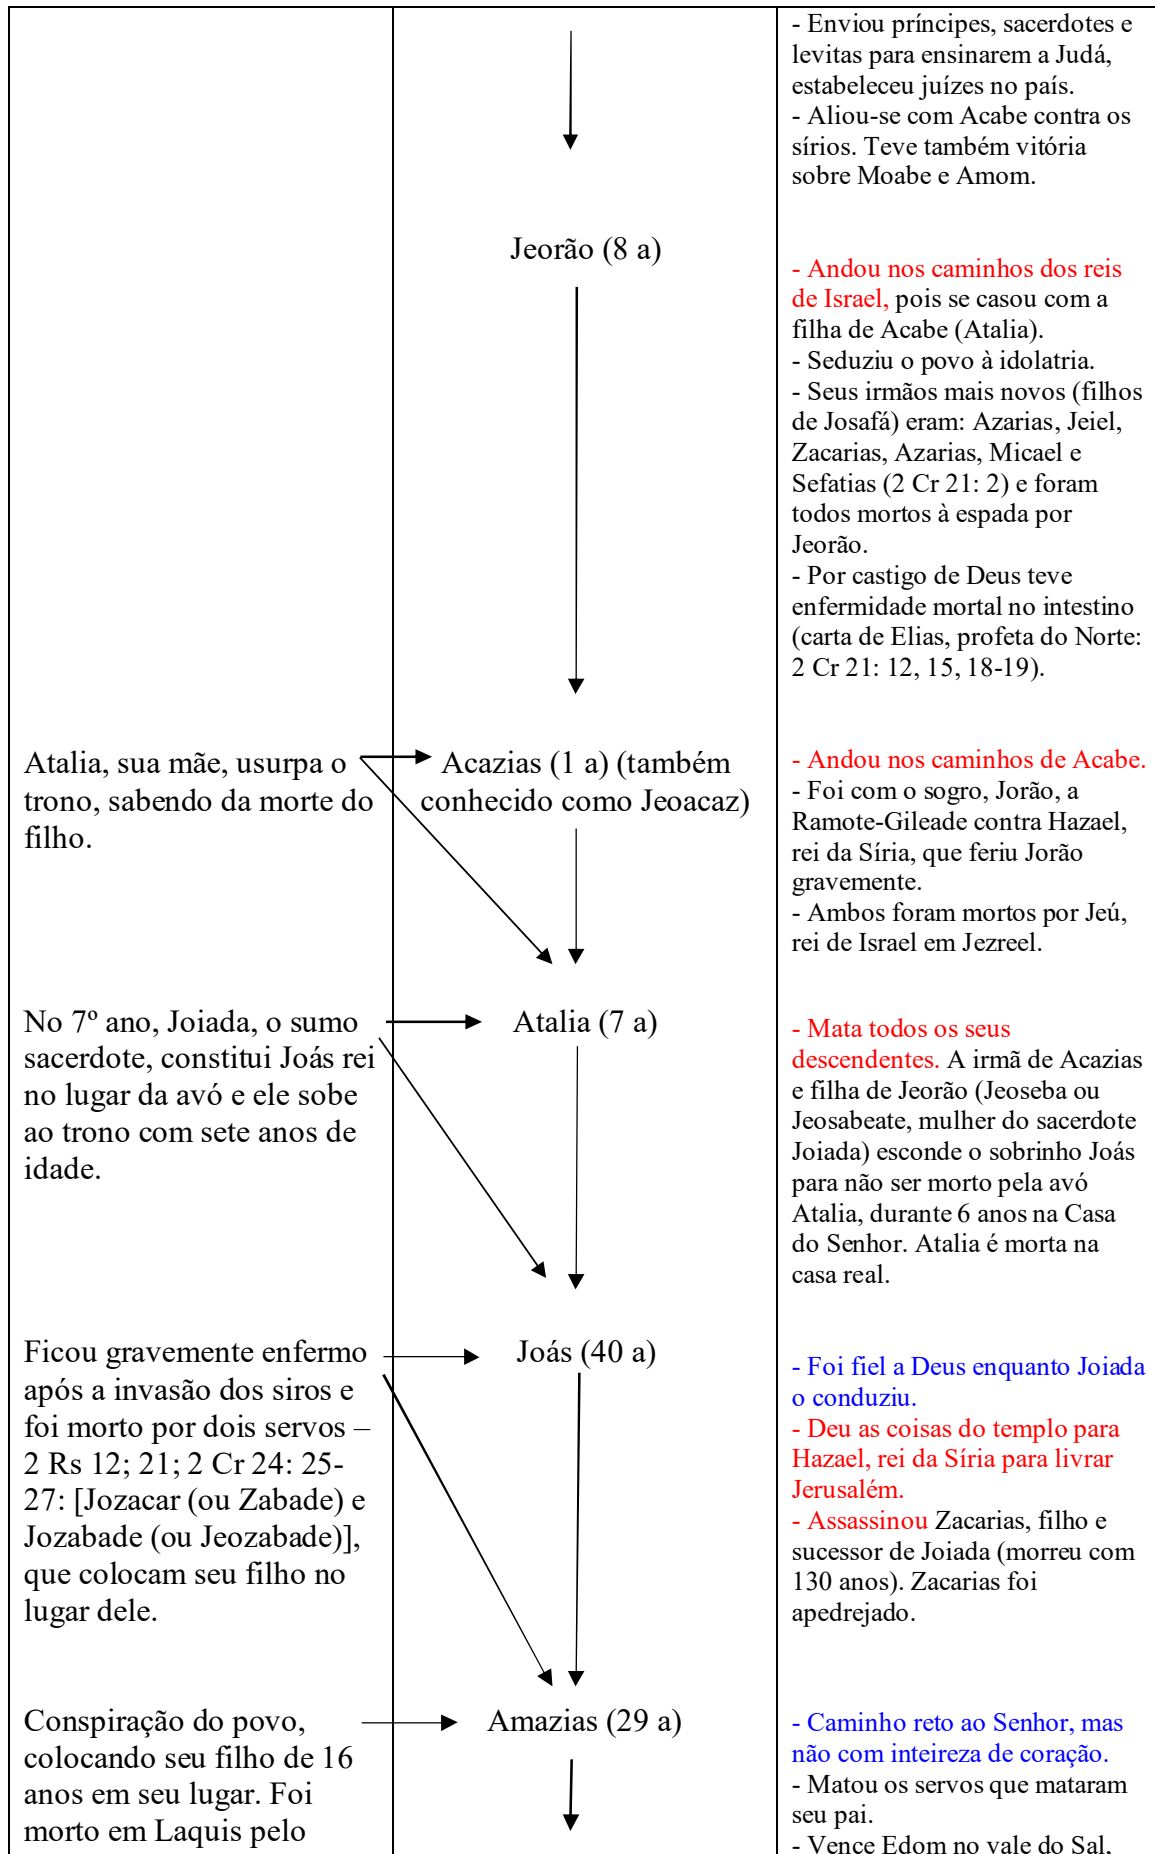 - Enviou príncipes, sacerdotes e
levitas para ensinarem a Judá,
estabeleceu juízes no país.
- Aliou-se com Acabe contra os
sírios. Teve também vitória
sobre Moabe e Amom.
Jeorão (8 a)
- Andou nos caminhos dos reis
de Israel, pois se casou com a
filha de Acabe (Atalia).
- Seduziu o povo à idolatria.
- Seus irmãos mais novos (filhos
de Josafá) eram: Azarias, Jeiel,
Zacarias, Azarias, Micael e
Sefatias (2 Cr 21: 2) e foram
todos mortos à espada por
Jeorão.
- Por castigo de Deus teve
enfermidade mortal no intestino
(carta de Elias, profeta do Norte:
2 Cr 21: 12, 15, 18-19).
Atalia, sua mãe, usurpa o
trono, sabendo da morte do
filho.
Acazias (1 a) (também
conhecido como Jeoacaz)
- Andou nos caminhos de Acabe.
- Foi com o sogro, Jorão, a
Ramote-Gileade contra Hazael,
rei da Síria, que feriu Jorão
gravemente.
- Ambos foram mortos por Jeú,
rei de Israel em Jezreel.
No 7º ano, Joiada, o sumo
sacerdote, constitui Joás rei
no lugar da avó e ele sobe
ao trono com sete anos de
idade.
Atalia (7 a)
- Mata todos os seus
descendentes. A irmã de Acazias
e filha de Jeorão (Jeoseba ou
Jeosabeate, mulher do sacerdote
Joiada) esconde o sobrinho Joás
para não ser morto pela avó
Atalia, durante 6 anos na Casa
do Senhor. Atalia é morta na
casa real.
Ficou gravemente enfermo
após a invasão dos siros e
foi morto por dois servos –
2 Rs 12; 21; 2 Cr 24: 25-
27: [Jozacar (ou Zabade) e
Jozabade (ou Jeozabade)],
que colocam seu filho no
lugar dele.
Joás (40 a)
- Foi fiel a Deus enquanto Joiada
o conduziu.
- Deu as coisas do templo para
Hazael, rei da Síria para livrar
Jerusalém.
- Assassinou Zacarias, filho e
sucessor de Joiada (morreu com
130 anos). Zacarias foi
apedrejado.
Conspiração do povo,
colocando seu filho de 16
anos em seu lugar. Foi
morto em Laquis pelo
Amazias (29 a)
- Caminho reto ao Senhor, mas
não com inteireza de coração.
- Matou os servos que mataram
seu pai.
- Vence Edom no vale do Sal,